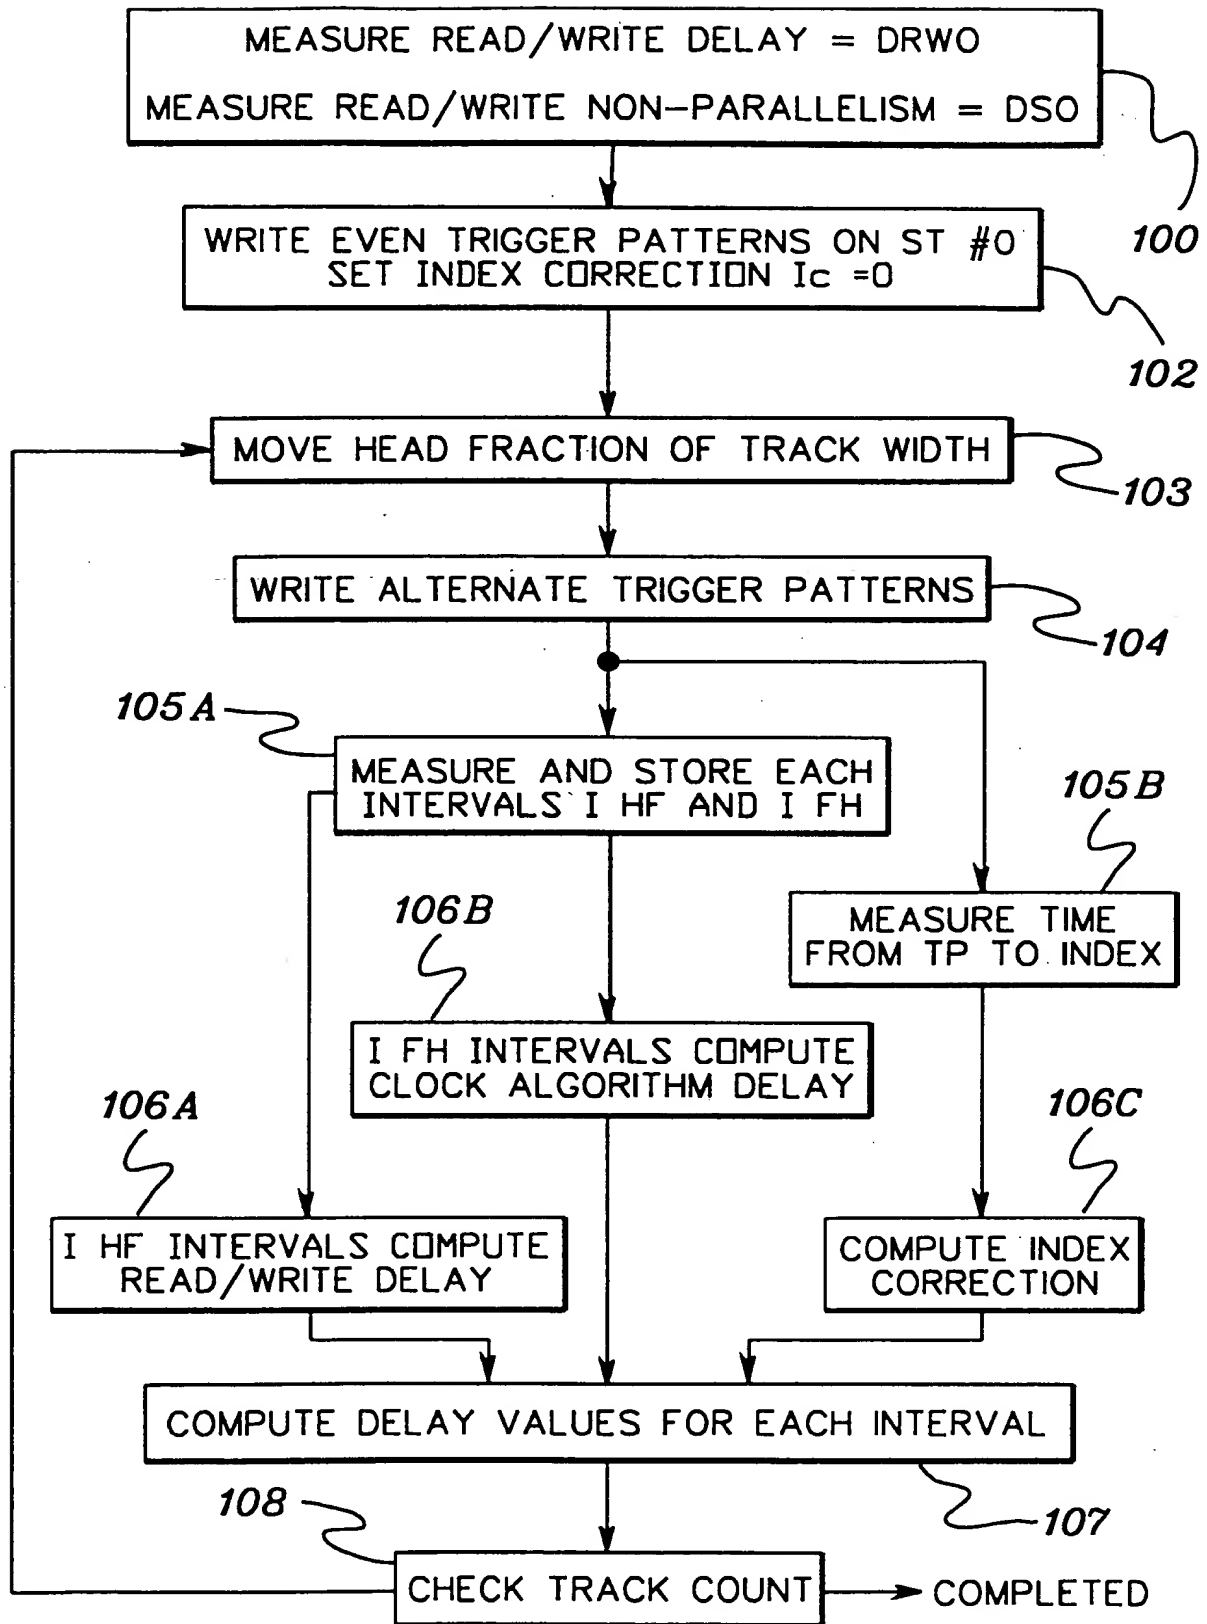 MEASURE READ/WRITE DELAY = DRWO
MEASURE READ/WRITE NON-PARALLELISM = DSO
100
WRITE EVEN TRIGGER PATTERNS ON ST #0
SET INDEX CORRECTION Ic =0
102
MOVE HEAD FRACTION OF TRACK WIDTH
103
WRITE ALTERNATE TRIGGER PATTERNS
104
105A
MEASURE AND STORE EACH
INTERVALS I HF AND I FH
105B
MEASURE TIME
FROM TP TO INDEX
106B
I FH INTERVALS COMPUTE
CLOCK ALGORITHM DELAY
106A
I HF INTERVALS COMPUTE
READ/WRITE DELAY
106C
COMPUTE INDEX
CORRECTION
COMPUTE DELAY VALUES FOR EACH INTERVAL
107
108
CHECK TRACK COUNT
COMPLETED